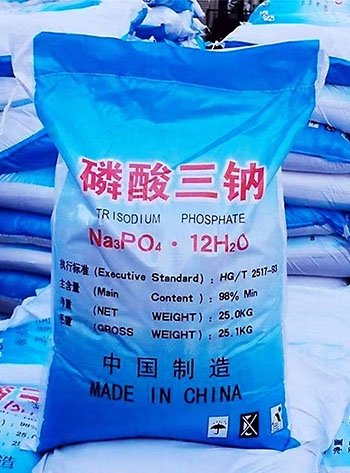 磷酸三钠
TRISODIUM PHOSPHATE
Na₃PO₄ · 12H₂O
执行标准 (Executive Standard) : HG/T 2517-93
主含量 (Main Content) : 98% Min
净重 (NET WEIGHT) : 25.0KG
毛重 (GROSS WEIGHT) : 25.1KG
中国制造
MADE IN CHINA